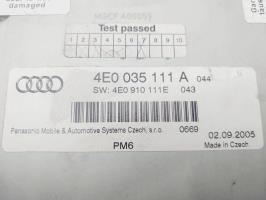 damaged
Test passed
1 2 3 4 5 6 7 8 9 10
4E0 035 111 A 044
SW: 4E0 910 111E 043
Panasonic Mobile & Automotive Systems Czech, s.r.o. 0669 02.09.2005
PM6 Made in Czech